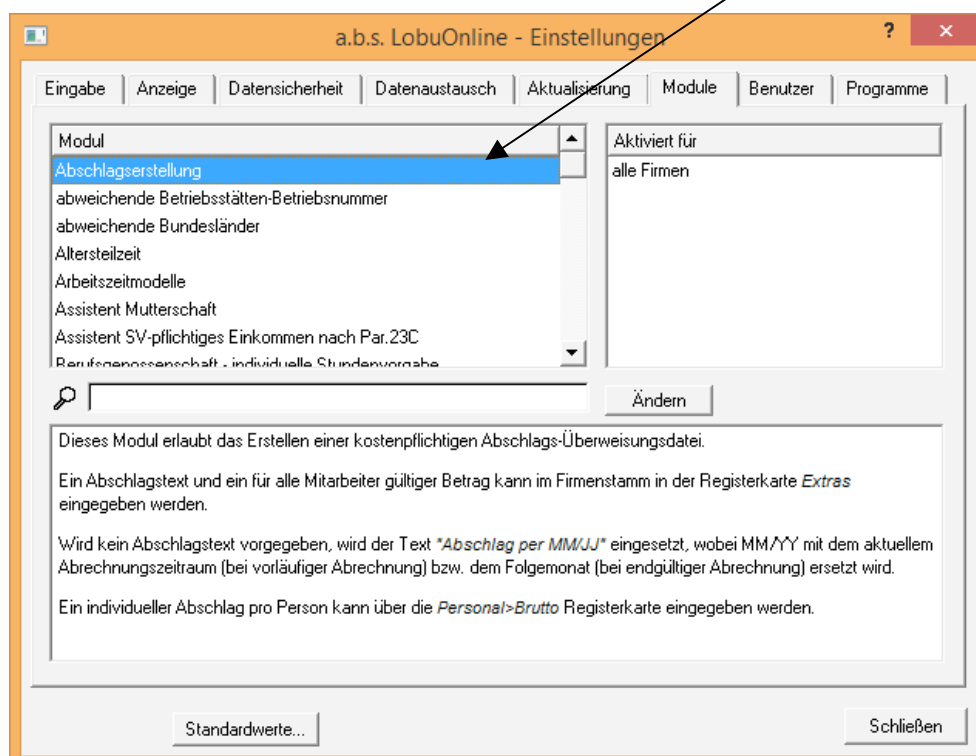 a.b.s. LobuOnline - Einstellungen ? ×
Eingabe Anzeige Datensicherheit Datenaustausch Aktualisierung Module Benutzer Programme
Modul
Abschlagserstellung
abweichende Betriebsstätten-Betriebsnummer
abweichende Bundesländer
Altersteilzeit
Arbeitszeitmodelle
Assistent Mutterschaft
Assistent SV-pflichtiges Einkommen nach Par.23C
Berufsgenossenschaft - individuelle Stundenvorgabe
Aktiviert für
alle Firmen
Ändern
Dieses Modul erlaubt das Erstellen einer kostenpflichtigen Abschlags-Überweisungsdatei.
Ein Abschlagstext und ein für alle Mitarbeiter gültiger Betrag kann im Firmenstamm in der Registerkarte Extras
eingegeben werden.
Wird kein Abschlagstext vorgegeben, wird der Text "Abschlag per MM/JJ" eingesetzt, wobei MM/YY mit dem aktuellem
Abrechnungszeitraum (bei vorläufiger Abrechnung) bzw. dem Folgemonat (bei endgültiger Abrechnung) ersetzt wird.
Ein individueller Abschlag pro Person kann über die Personal>Brutto Registerkarte eingegeben werden.
Standardwerte...
Schließen